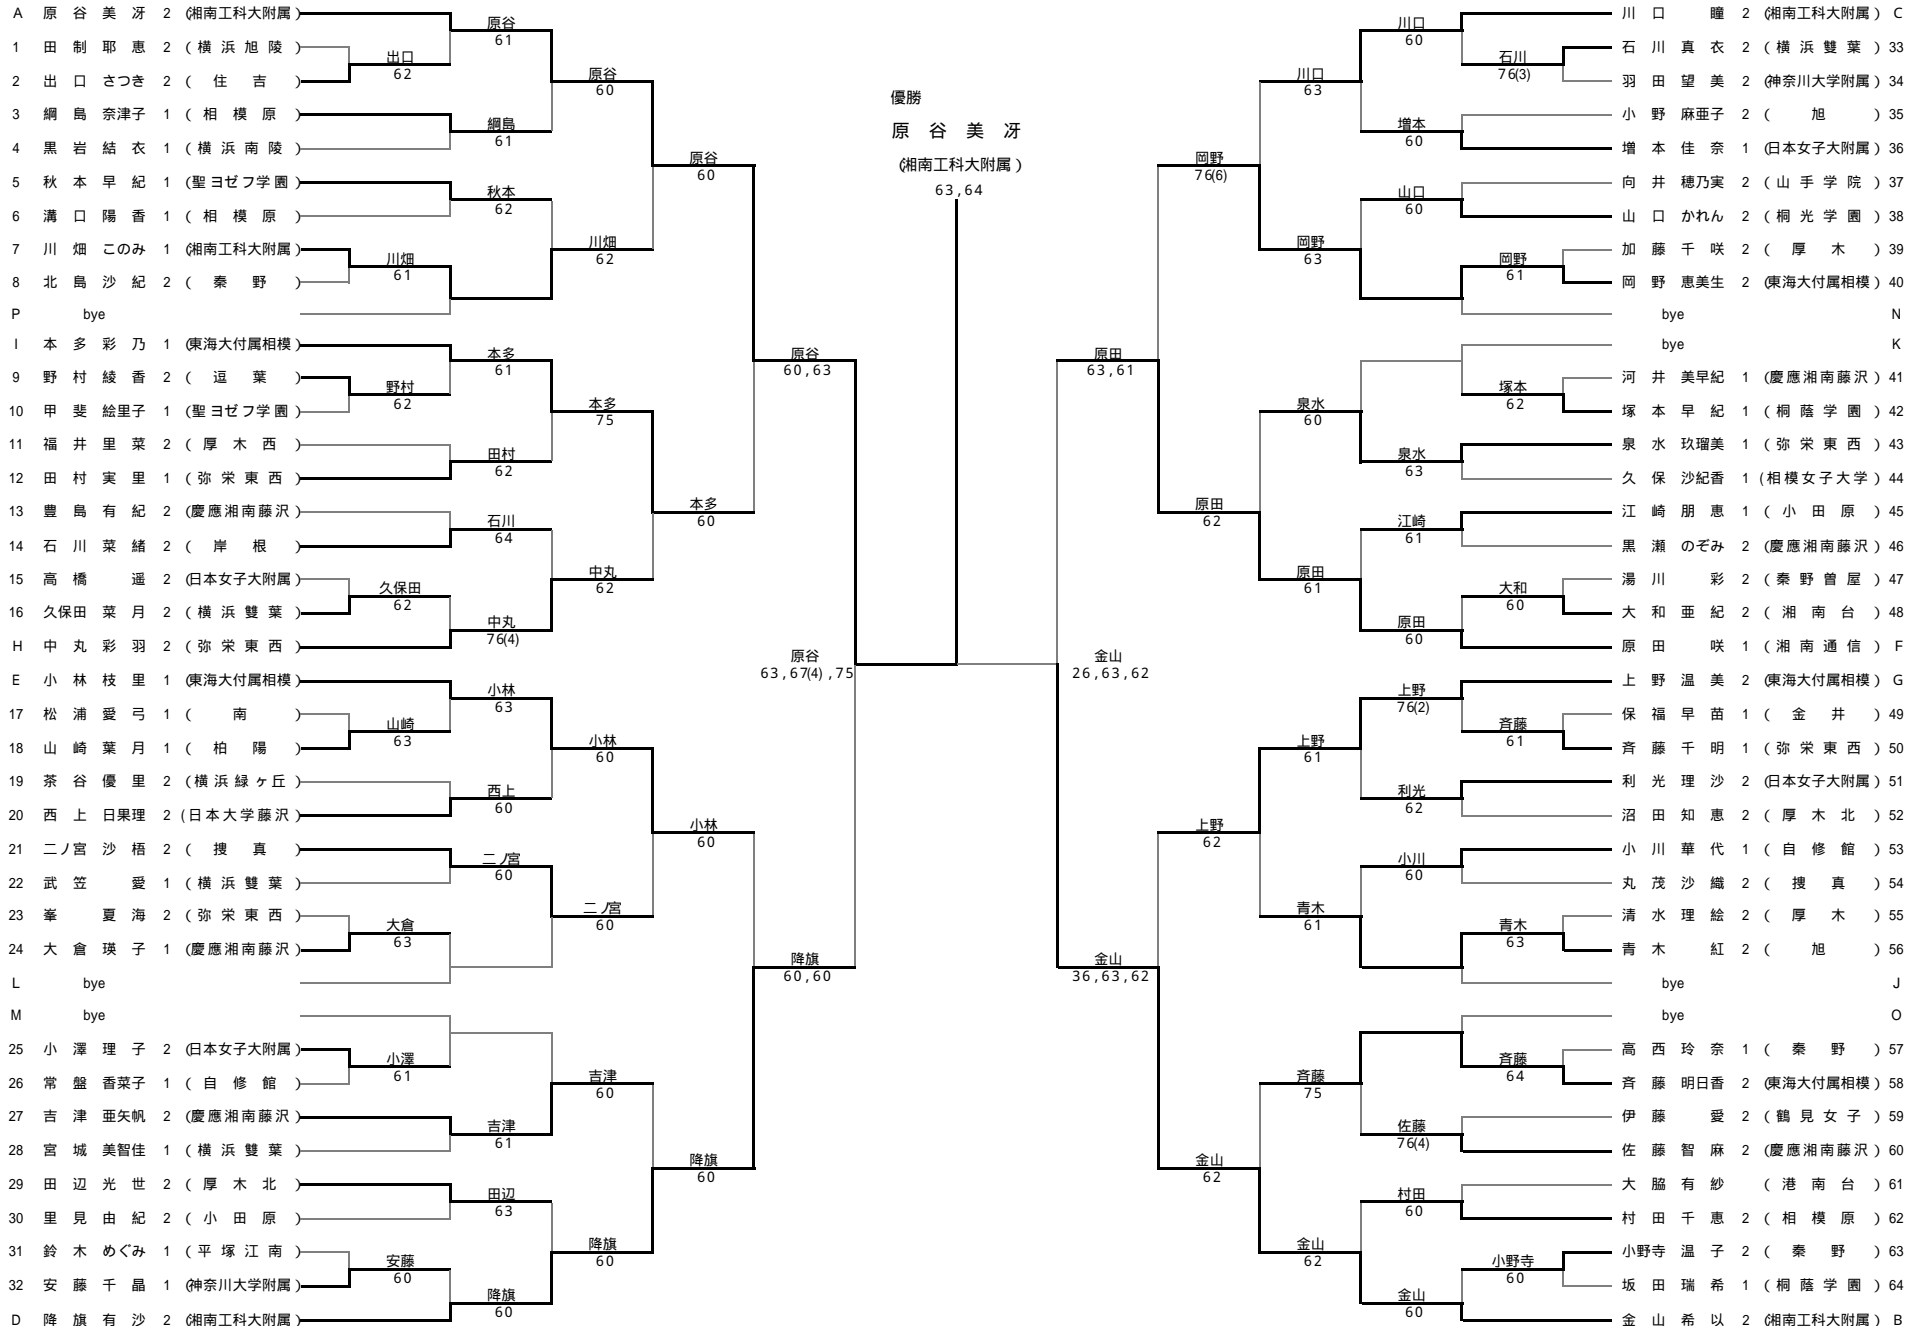 A 原谷美冴 2 (湘南工科大附属)
1 田制耶恵 2 (横浜旭陵)
2 出口さつき 2 (住吉)
3 綱島奈津子 1 (相模原)
4 黒岩結衣 1 (横浜南陵)
5 秋本早紀 1 (聖ヨゼフ学園)
6 溝口陽香 1 (相模原)
7 川畑このみ 1 (湘南工科大附属)
8 北島沙紀 2 (秦野)
P bye
I 本多彩乃 1 (東海大付属相模)
9 野村綾香 2 (逗葉)
10 甲斐絵里子 1 (聖ヨゼフ学園)
11 福井里菜 2 (厚木西)
12 田村実里 1 (弥栄東西)
13 豊島有紀 2 (慶應湘南藤沢)
14 石川菜緒 2 (岸根)
15 高橋遥 2 (日本女子大附属)
16 久保田菜月 2 (横浜雙葉)
H 中丸彩羽 2 (弥栄東西)
E 小林枝里 1 (東海大付属相模)
17 松浦愛弓 1 (南)
18 山崎葉月 1 (柏陽)
19 茶谷優里 2 (横浜緑ヶ丘)
20 西上日果理 2 (日本大学藤沢)
21 二ノ宮沙梧 2 (捜真)
22 武笠愛 1 (横浜雙葉)
23 峯夏海 2 (弥栄東西)
24 大倉瑛子 1 (慶應湘南藤沢)
L bye
M bye
25 小澤理子 2 (日本女子大附属)
26 常盤香菜子 1 (自修館)
27 吉津亜矢帆 2 (慶應湘南藤沢)
28 宮城美智佳 1 (横浜雙葉)
29 田辺光世 2 (厚木北)
30 里見由紀 2 (小田原)
31 鈴木めぐみ 1 (平塚江南)
32 安藤千晶 1 (神奈川大学附属)
D 降旗有沙 2 (湘南工科大附属)
出口
62
川畑
61
野村
62
久保田
62
山崎
63
大倉
63
小澤
61
安藤
60
原谷
61
綱島
61
秋本
62
本多
61
田村
62
石川
64
中丸
76(4)
小林
63
西上
60
二ノ宮
60
吉津
61
田辺
63
降旗
60
原谷
60
川畑
62
本多
75
中丸
62
小林
60
二ノ宮
60
吉津
60
降旗
60
原谷
60
本多
60
小林
60
降旗
60
原谷
60,63
降旗
60,60
原谷
63,67(4),75
優勝
原谷美冴
(湘南工科大附属)
63,64
金山
26,63,62
原田
63,61
金山
36,63,62
岡野
76(6)
原田
62
上野
62
金山
62
川口
63
岡野
63
泉水
60
原田
61
上野
61
青木
61
斉藤
75
金山
62
川口
60
増本
60
山口
60
泉水
63
江崎
61
原田
60
上野
76(2)
利光
62
小川
60
佐藤
76(4)
村田
60
金山
60
石川
76(3)
岡野
61
塚本
62
大和
60
斉藤
61
青木
63
斉藤
64
小野寺
60
川口瞳 2 (湘南工科大附属) C
石川真衣 2 (横浜雙葉) 33
羽田望美 2 (神奈川大学附属) 34
小野麻亜子 2 (旭) 35
増本佳奈 1 (日本女子大附属) 36
向井穂乃実 2 (山手学院) 37
山口かれん 2 (桐光学園) 38
加藤千咲 2 (厚木) 39
岡野恵美生 2 (東海大付属相模) 40
bye N
bye K
河井美早紀 1 (慶應湘南藤沢) 41
塚本早紀 1 (桐蔭学園) 42
泉水玖瑠美 1 (弥栄東西) 43
久保沙紀香 1 (相模女子大学) 44
江崎朋恵 1 (小田原) 45
黒瀬のぞみ 2 (慶應湘南藤沢) 46
湯川彩 2 (秦野曽屋) 47
大和亜紀 2 (湘南台) 48
原田咲 1 (湘南通信) F
上野温美 2 (東海大付属相模) G
保福早苗 1 (金井) 49
斉藤千明 1 (弥栄東西) 50
利光理沙 2 (日本女子大附属) 51
沼田知恵 2 (厚木北) 52
小川華代 1 (自修館) 53
丸茂沙織 2 (捜真) 54
清水理絵 2 (厚木) 55
青木紅 2 (旭) 56
bye J
bye O
高西玲奈 1 (秦野) 57
斉藤明日香 2 (東海大付属相模) 58
伊藤愛 2 (鶴見女子) 59
佐藤智麻 2 (慶應湘南藤沢) 60
大脇有紗 (港南台) 61
村田千恵 2 (相模原) 62
小野寺温子 2 (秦野) 63
坂田瑞希 1 (桐蔭学園) 64
金山希以 2 (湘南工科大附属) B